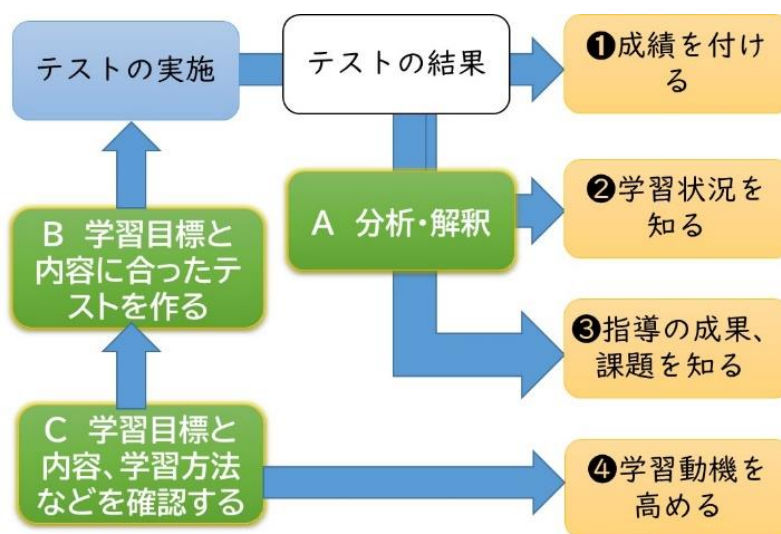 テストの実施
テストの結果
❶成績を付け
る
A 分析・解釈
❷学習状況を
知る
B 学習目標と
内容に合ったテ
ストを作る
❸指導の成果、
課題を知る
C 学習目標と
内容、学習方法
などを確認する
❹学習動機を
高める